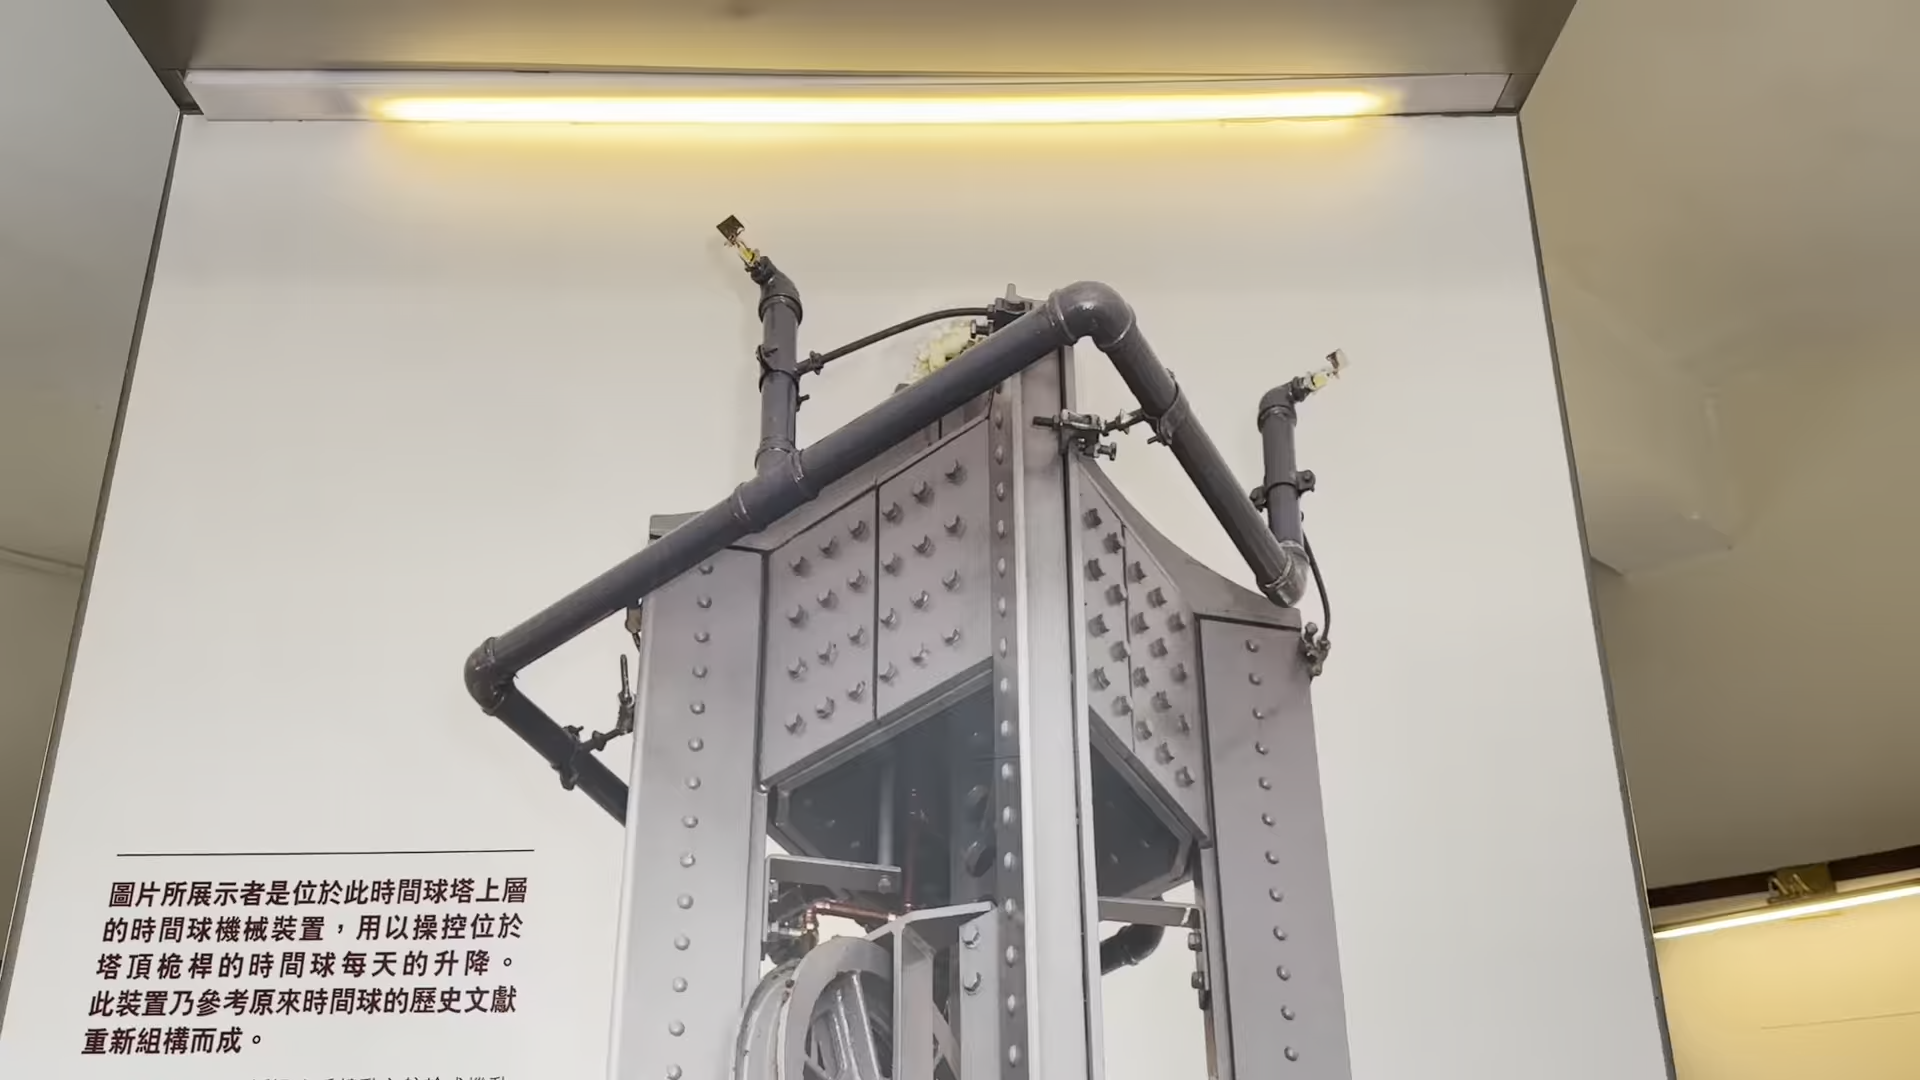 圖片所展示者是位於此時間球塔上層
的時間球機械裝置，用以操控位於
塔頂桅桿的時間球每天的升降。
此裝置乃參考原來時間球的歷史文獻
重新組構而成。